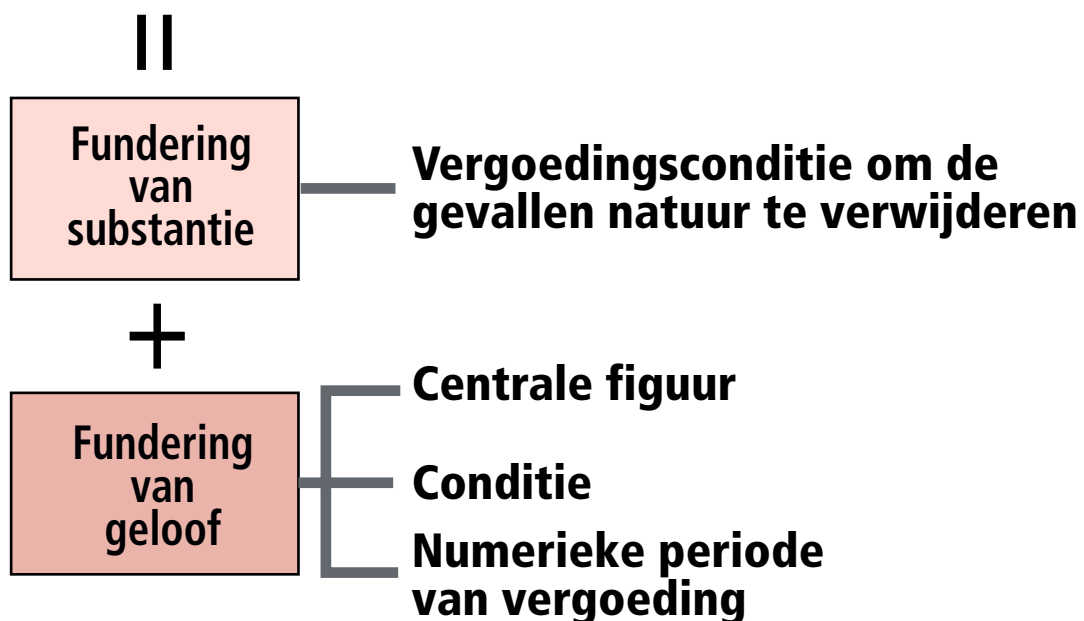 =
Fundering
van
substantie
Vergoedingsconditie om de
gevallen natuur te verwijderen
+
Fundering
van
geloof
Centrale figuur
Conditie
Numerieke periode
van vergoeding